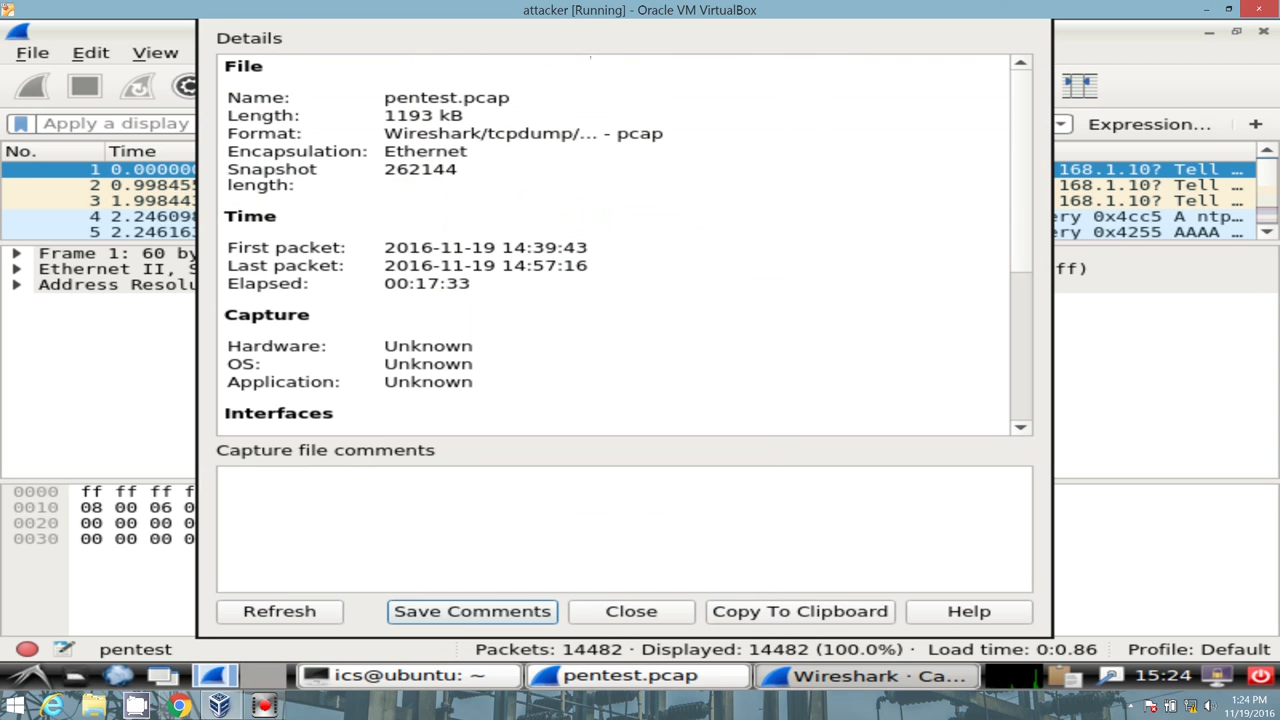 attacker [Running] - Oracle VM VirtualBox
File Edit View
Apply a display
Expression... +
No. Time
1 0.000000 168.1.10? Tell ...
2 0.998455 168.1.10? Tell ...
3 1.998443 168.1.10? Tell ...
4 2.246098 ery 0x4cc5 A ntp...
5 2.246163 ery 0x4255 AAAA ...
Frame 1: 60 by
Ethernet II, S ff)
Address Resolu
0000 ff ff ff f
0010 08 00 06 0
0020 00 00 00 0
0030 00 00 00 0
Details
File
Name: pentest.pcap
Length: 1193 kB
Format: Wireshark/tcpdump/... - pcap
Encapsulation: Ethernet
Snapshot 262144
length:
Time
First packet: 2016-11-19 14:39:43
Last packet: 2016-11-19 14:57:16
Elapsed: 00:17:33
Capture
Hardware: Unknown
OS: Unknown
Application: Unknown
Interfaces
Capture file comments
Refresh Save Comments Close Copy To Clipboard Help
pentest Packets: 14482 · Displayed: 14482 (100.0%) · Load time: 0:0.86 Profile: Default
ics@ubuntu: ~ pentest.pcap Wireshark · Ca... 15:24
1:24 PM
11/19/2016